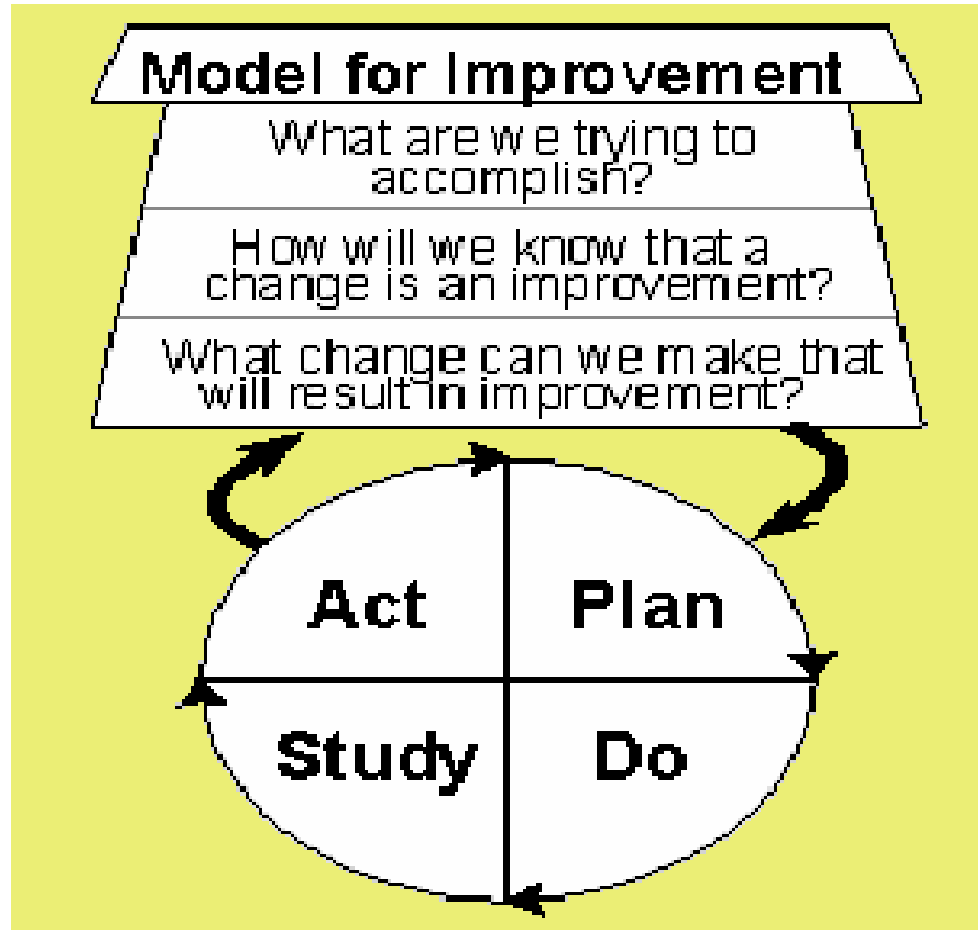 Model for Improvement
What are we trying to
accomplish?
How will we know that a
change is an improvement?
What change can we make that
will result in improvement?
Act
Plan
Study
Do